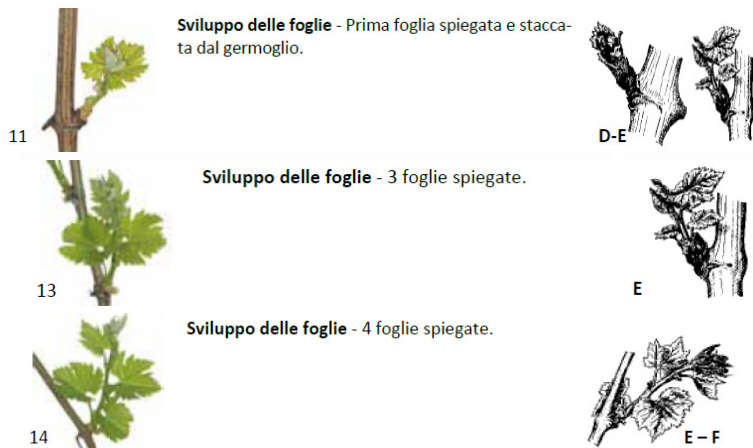 Sviluppo delle foglie - Prima foglia spiegata e stacca-
ta dal germoglio.
11
D-E
Sviluppo delle foglie - 3 foglie spiegate.
13
E
Sviluppo delle foglie - 4 foglie spiegate.
14
E – F